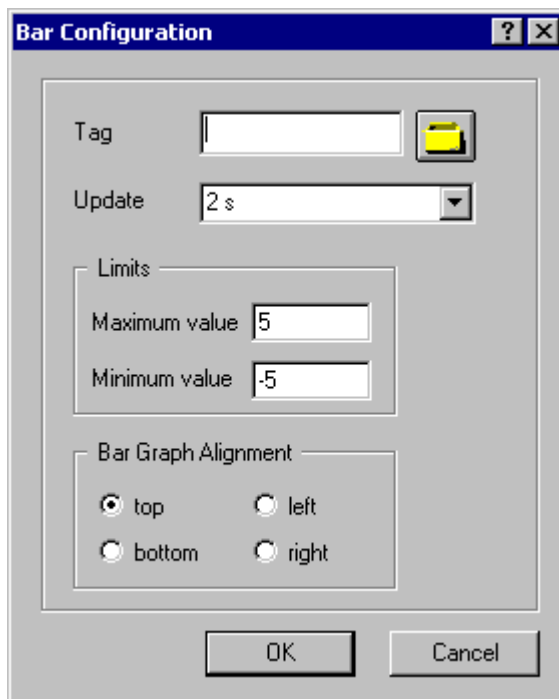 Bar Configuration
Tag
Update 2 s
Limits
Maximum value 5
Minimum value -5
Bar Graph Alignment
top left
bottom right
OK Cancel